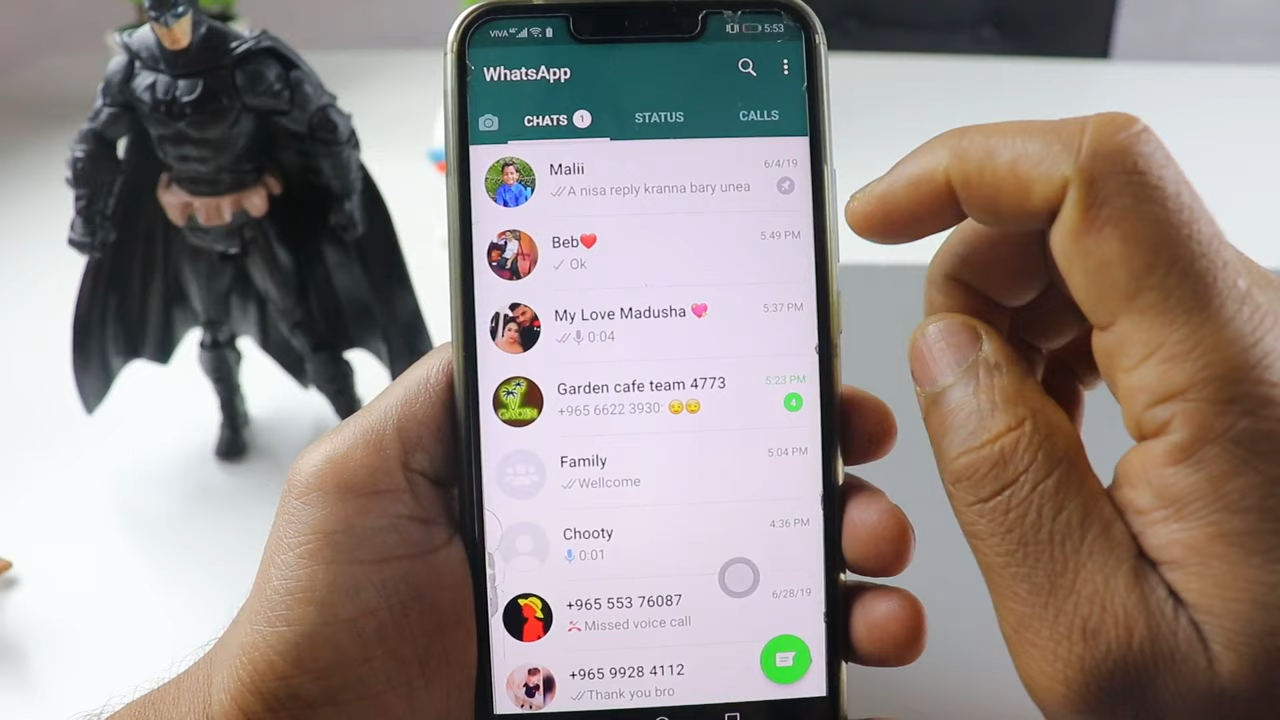 VIVA 5:53
WhatsApp
CHATS 1 STATUS CALLS
Malii 6/4/19
A nisa reply kranna bary unea
Beb❤️ 5:49 PM
Ok
My Love Madusha 💘 5:37 PM
0:04
Garden cafe team 4773 5:23 PM
+965 6622 3930: 😉😉 4
Family 5:04 PM
Wellcome
Chooty 4:36 PM
0:01
+965 553 76087 6/28/19
Missed voice call
+965 9928 4112
Thank you bro